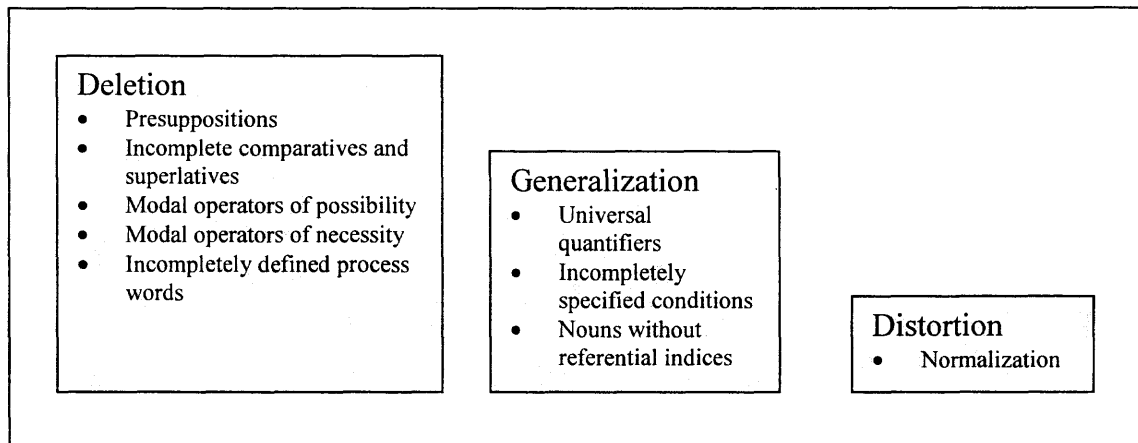 Deletion
• Presuppositions
• Incomplete comparatives and
superlatives
• Modal operators of possibility
• Modal operators of necessity
• Incompletely defined process
words
Generalization
• Universal
quantifiers
• Incompletely
specified conditions
• Nouns without
referential indices
Distortion
• Normalization